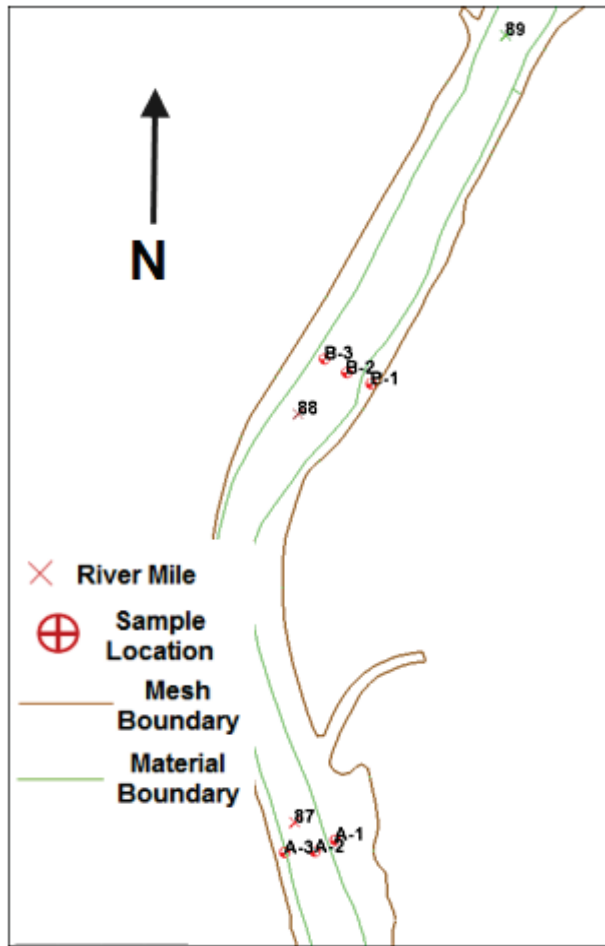 89
N
B-3
B-2
B-1
88
River Mile
Sample
Location
Mesh
Boundary
Material
Boundary
87
A-1
A-3
A-2